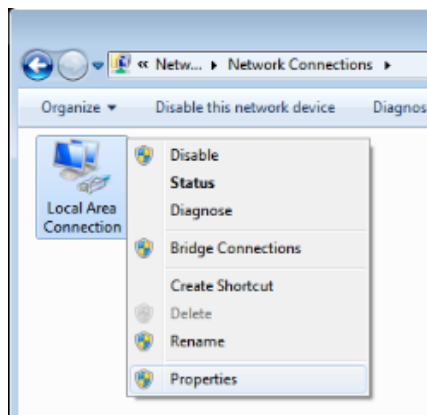 « Netw... ▸ Network Connections ▸
Organize ▾ Disable this network device Diagnos
Local Area
Connection
Disable
Status
Diagnose
Bridge Connections
Create Shortcut
Delete
Rename
Properties